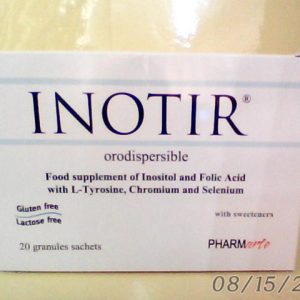 INOTIR®
orodispersible
Food supplement of Inositol and Folic Acid
with L-Tyrosine, Chromium and Selenium
Gluten free
Lactose free
with sweeteners
20 granules sachets
PHARMarte
08/15/2